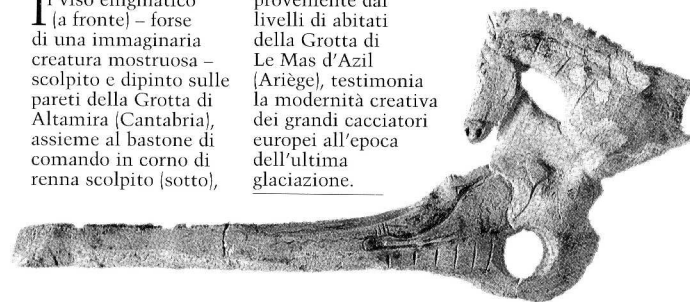 Il viso enigmatico
(a fronte) – forse
di una immaginaria
creatura mostruosa –
scolpito e dipinto sulle
pareti della Grotta di
Altamira (Cantabria),
assieme al bastone di
comando in corno di
renna scolpito (sotto),
proveniente dai
livelli di abitati
della Grotta di
Le Mas d'Azil
(Ariège), testimonia
la modernità creativa
dei grandi cacciatori
europei all'epoca
dell'ultima
glaciazione.